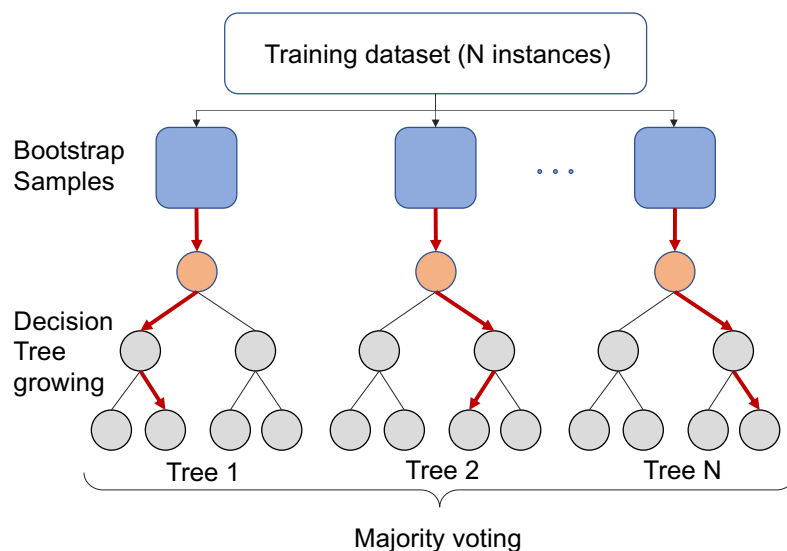 Training dataset (N instances)
Bootstrap
Samples
...
Decision
Tree
growing
Tree 1
Tree 2
Tree N
Majority voting